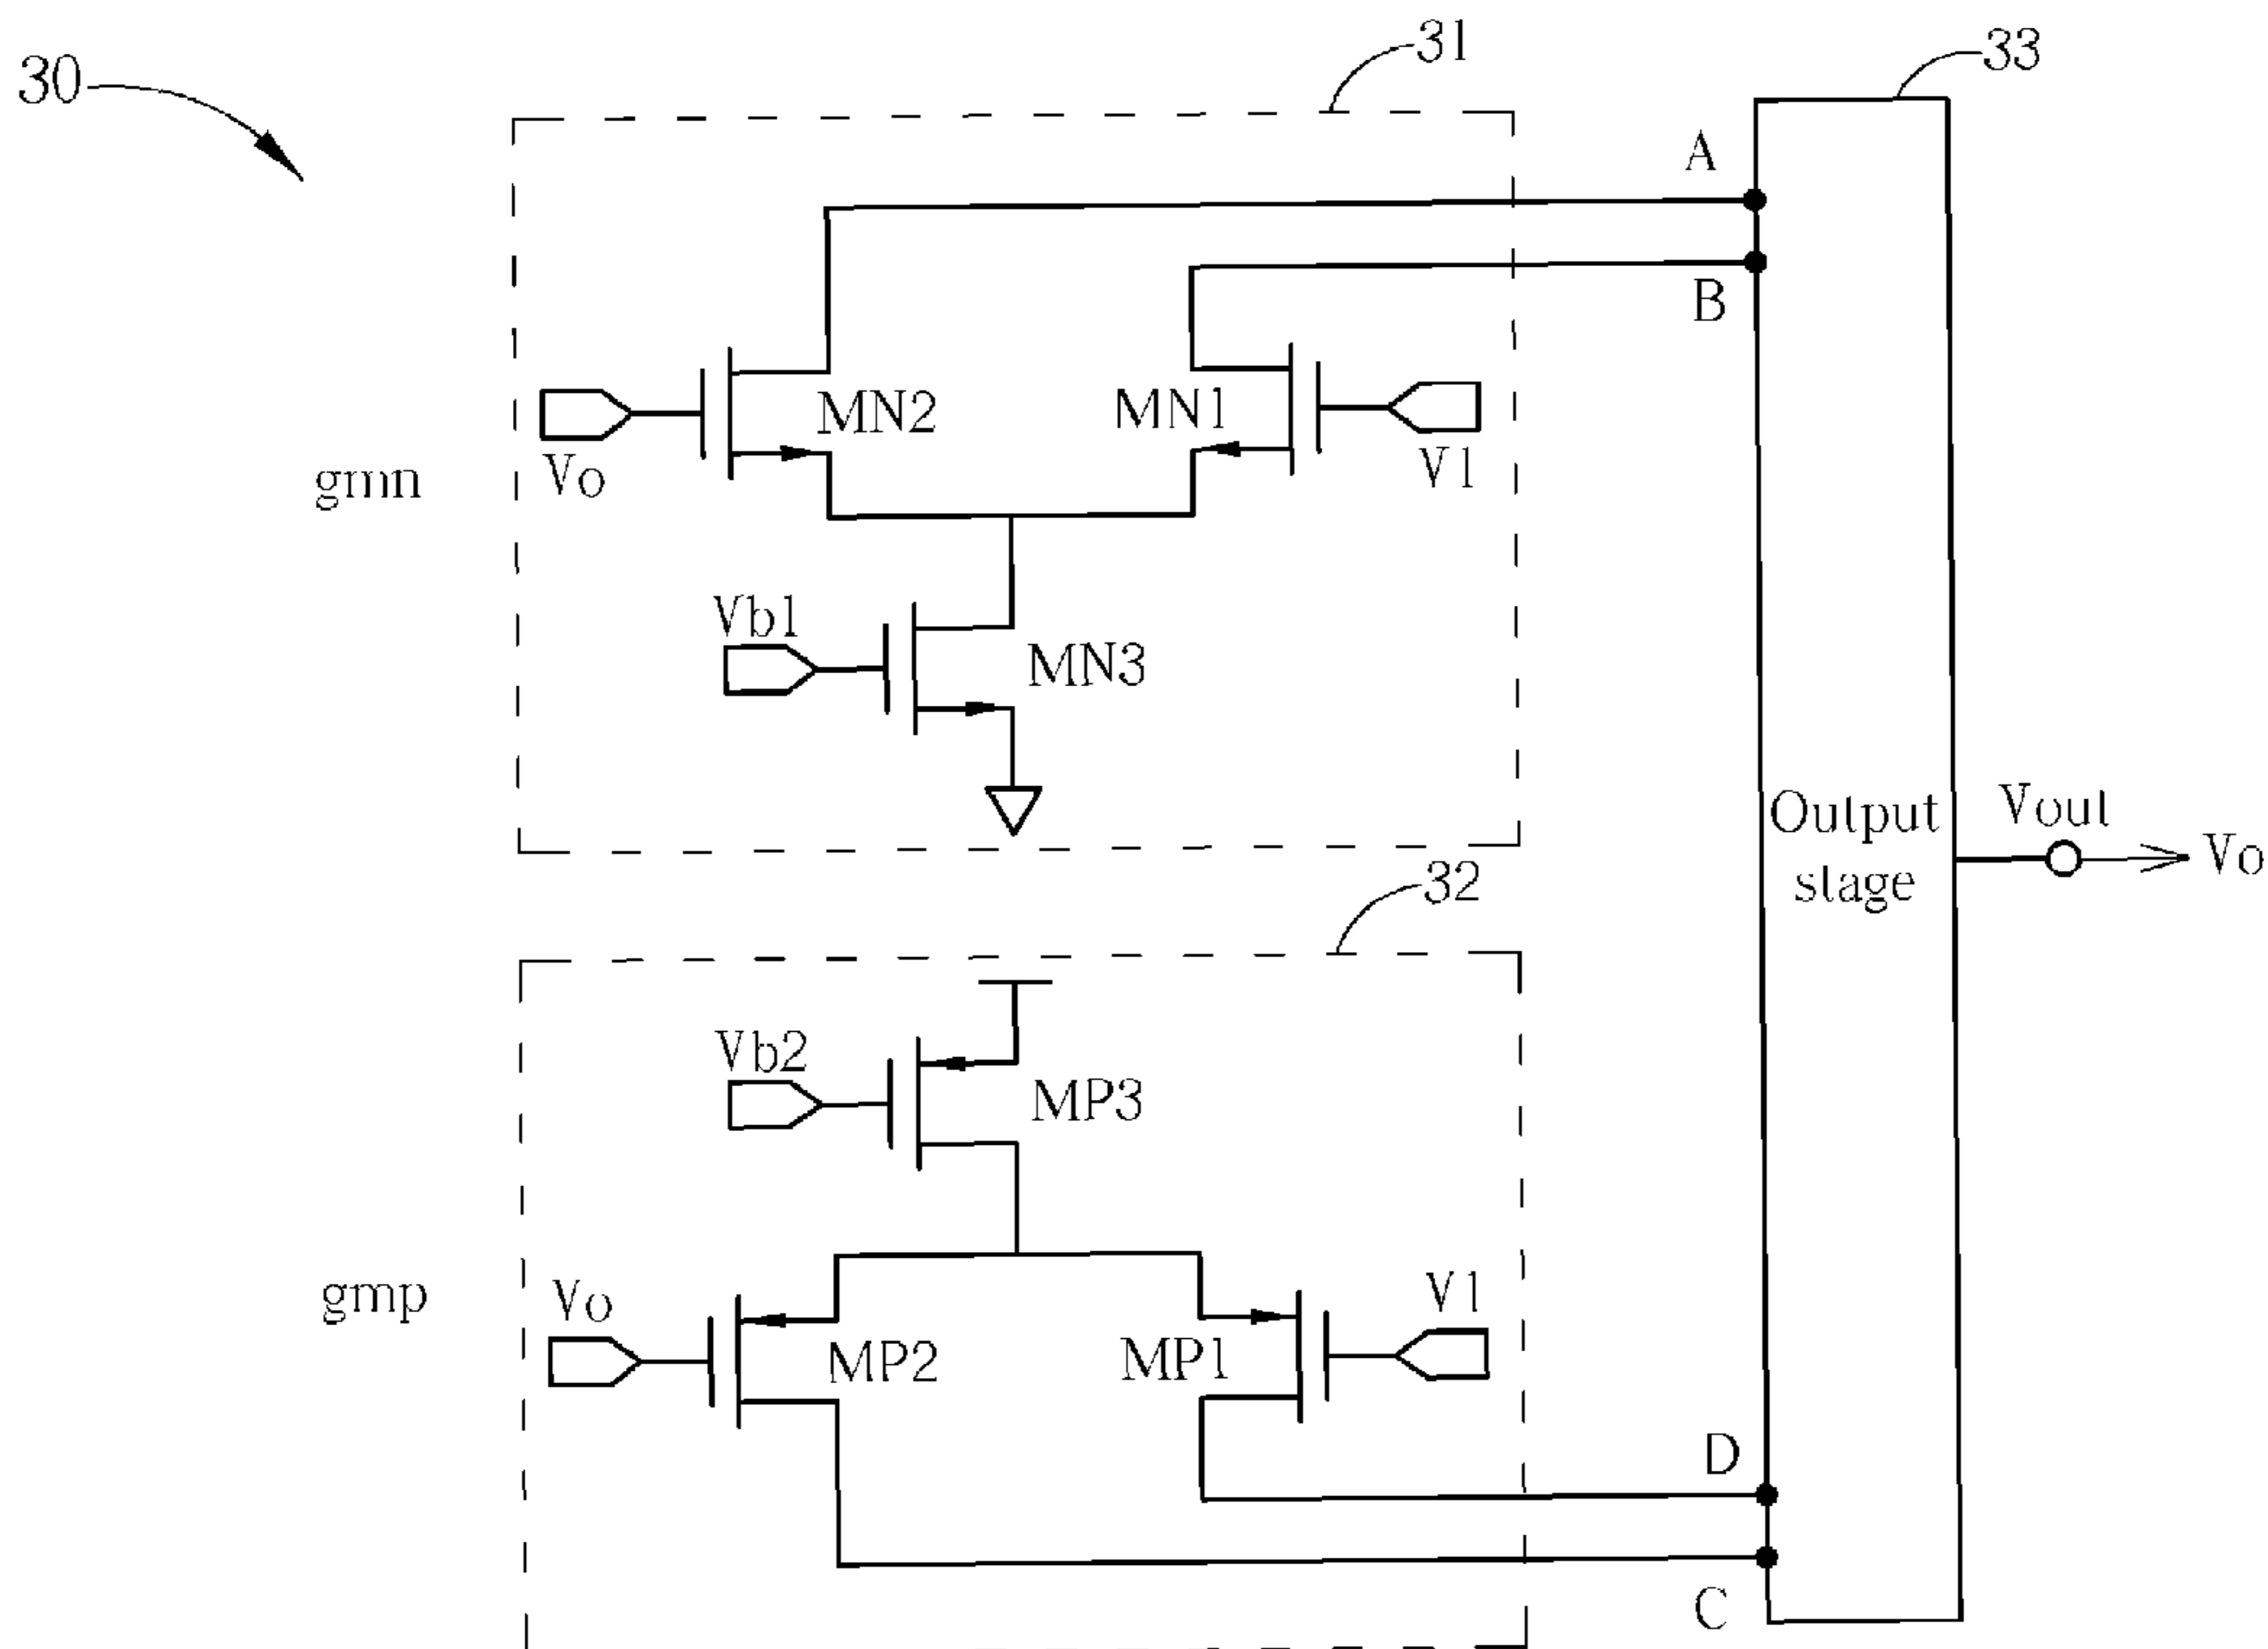 30
31
33
A
B
MN2
MN1
Vo
V1
gmn
Vb1
MN3
Output
stage
Vout
Vo
32
Vb2
MP3
gmp
Vo
V1
MP2
MP1
D
C